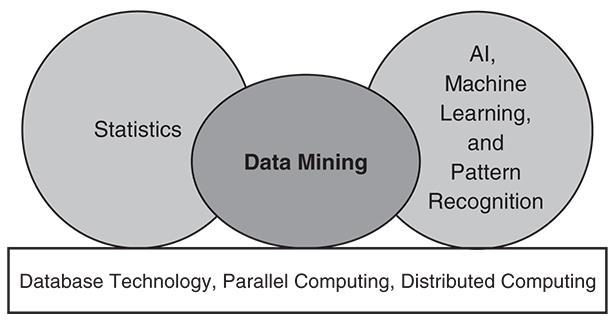 Statistics
Data Mining
AI,
Machine
Learning,
and
Pattern
Recognition
Database Technology, Parallel Computing, Distributed Computing